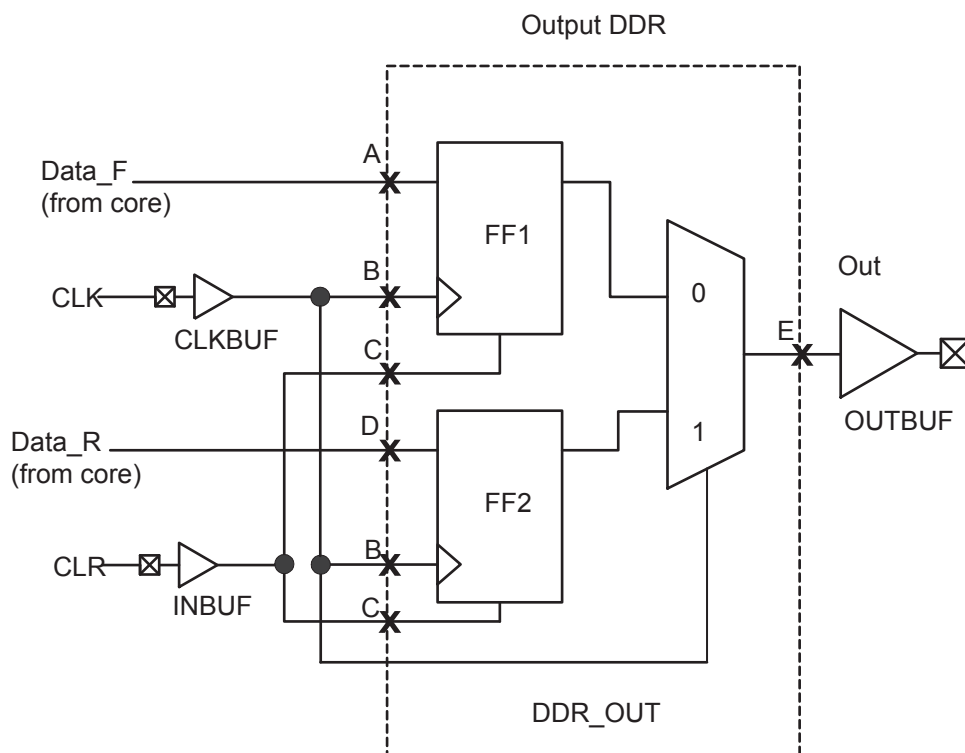 Output DDR
A
Data_F
(from core)
FF1
B
CLK
CLKBUF
0
Out
E
C
OUTBUF
D
Data_R
(from core)
1
FF2
B
CLR
INBUF
C
DDR_OUT